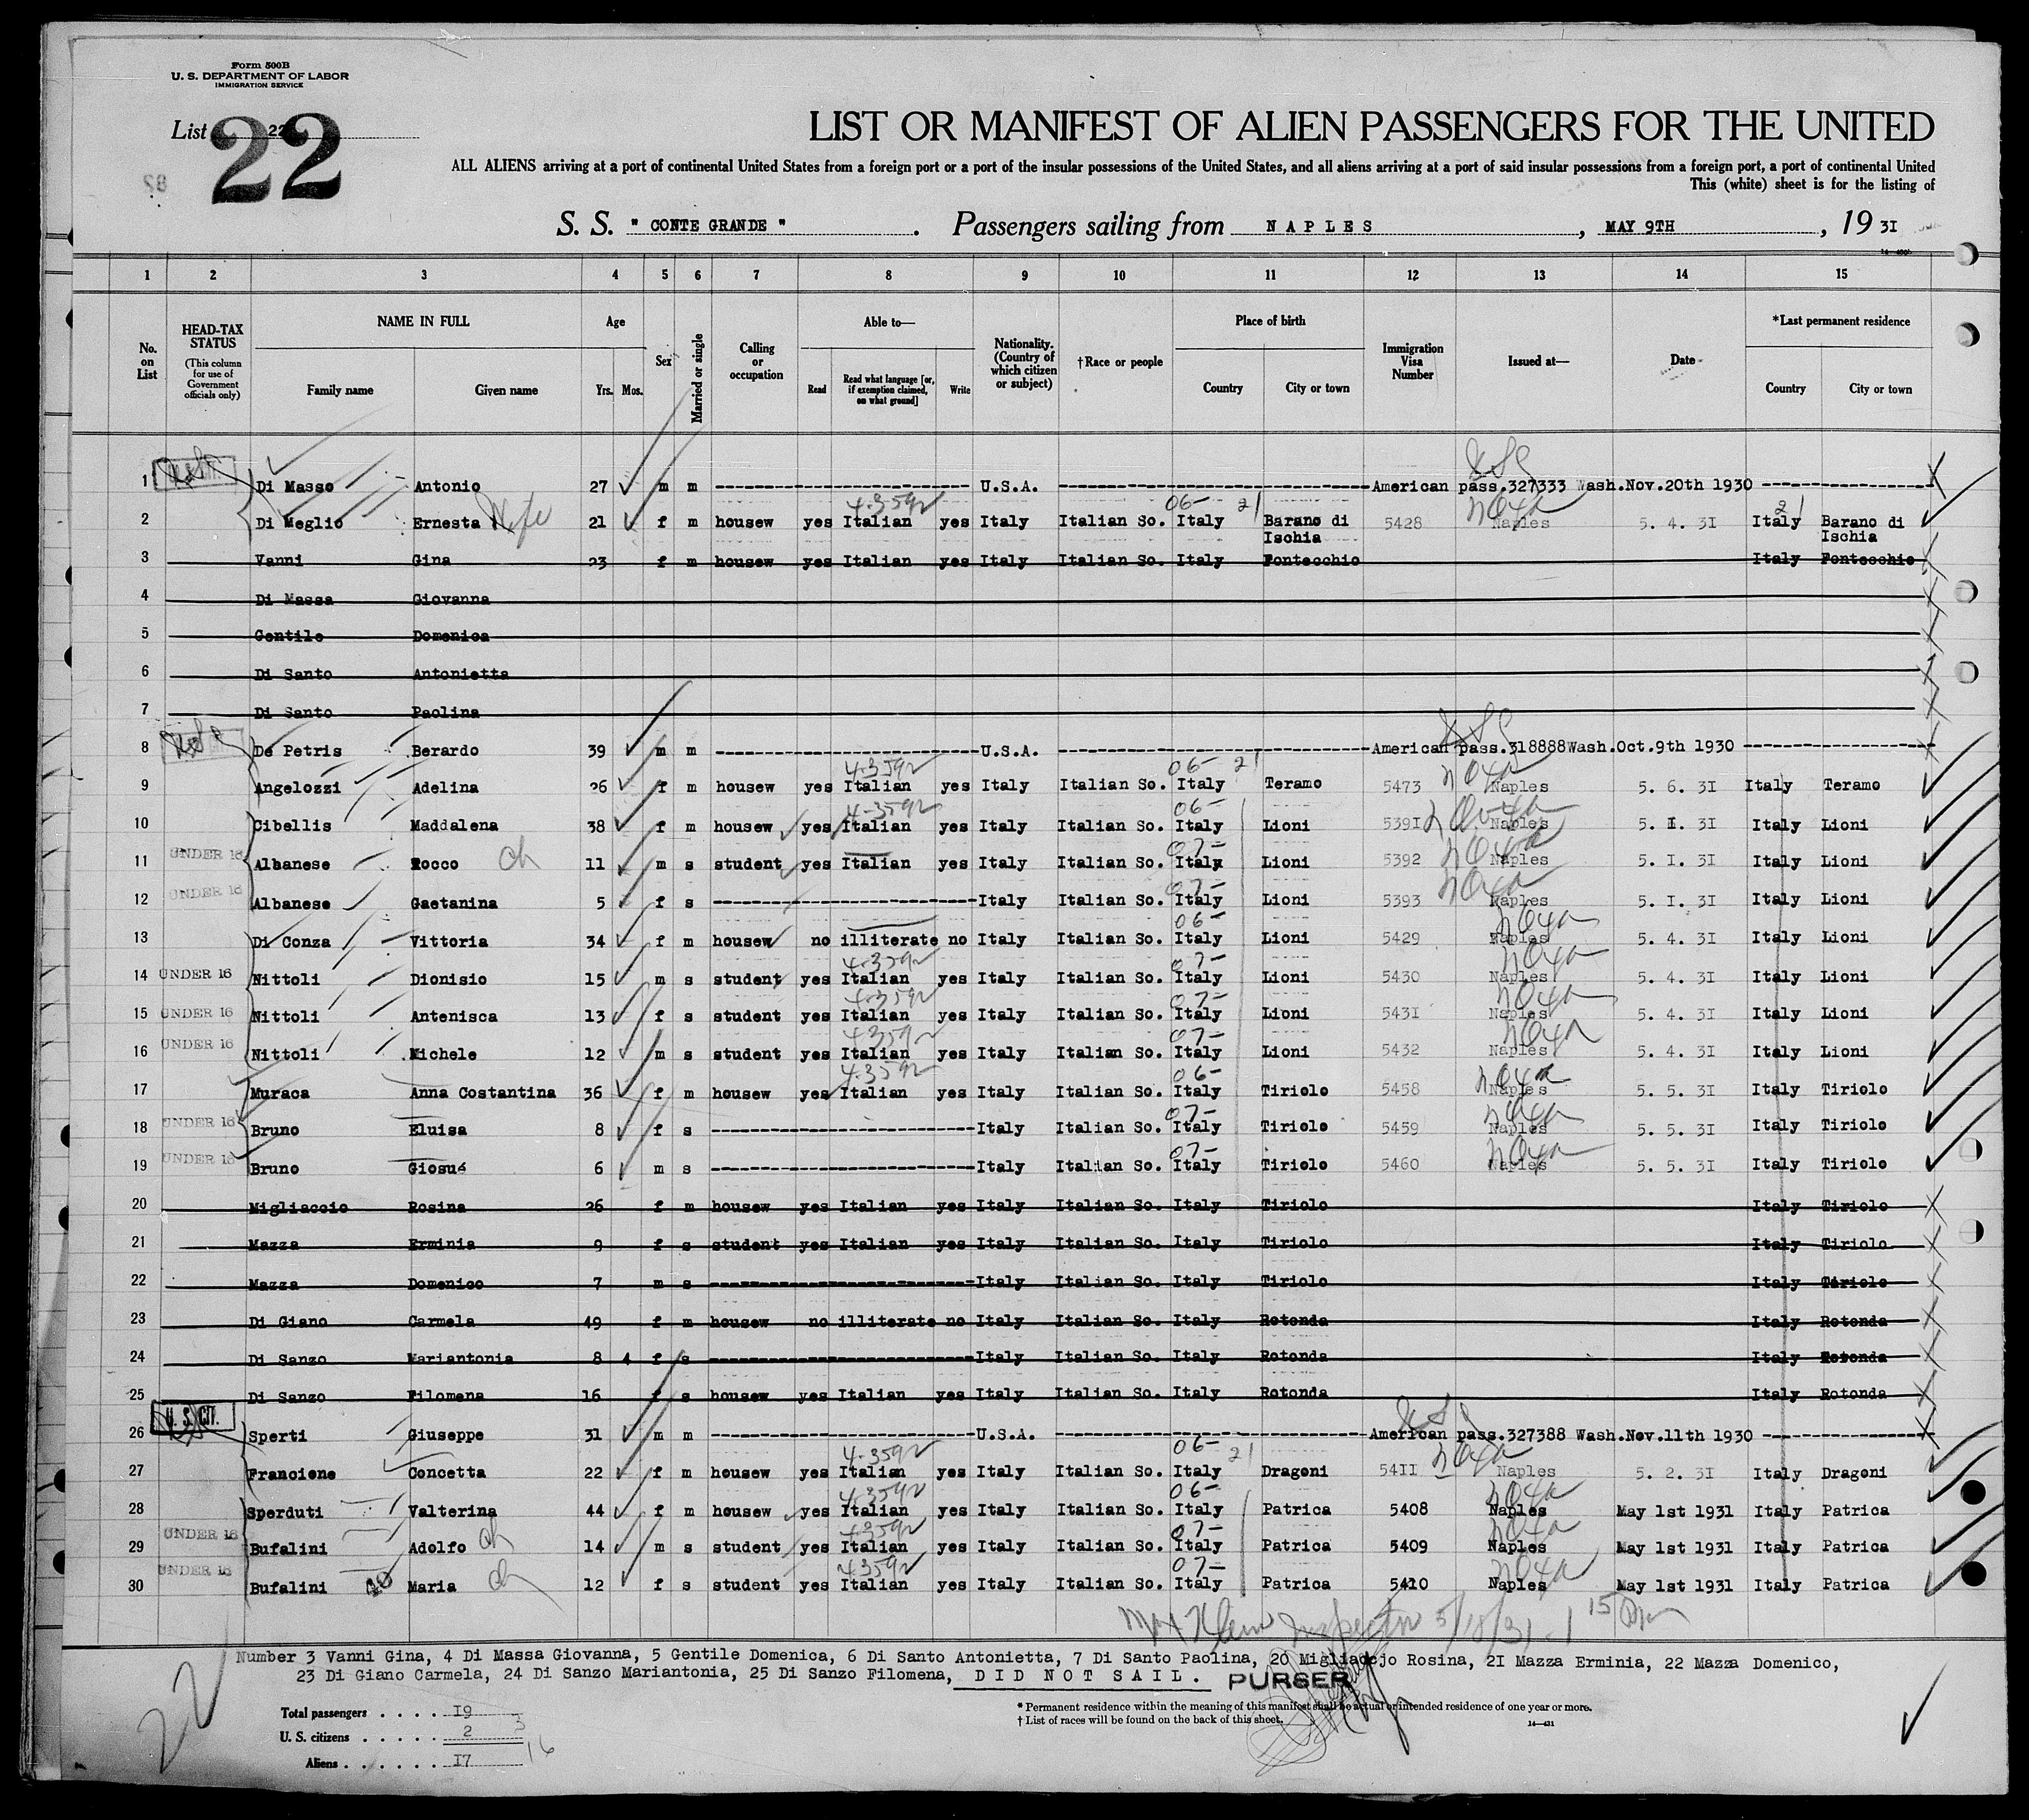 Form 500B
U. S. DEPARTMENT OF LABOR
IMMIGRATION SERVICE
List 22
22
LIST OR MANIFEST OF ALIEN PASSENGERS FOR THE UNITED
ALL ALIENS arriving at a port of continental United States from a foreign port or a port of the insular possessions of the United States, and all aliens arriving at a port of said insular possessions from a foreign port, a port of continental United
This (white) sheet is for the listing of
S. S. " CONTE GRANDE " . Passengers sailing from NAPLES , MAY 9TH , 19 31
1 2 3 4 5 6 7 8 9 10 11 12 13 14 15
No. on List
HEAD-TAX STATUS (This column for use of Government officials only)
NAME IN FULL Family name Given name
Age Yrs. Mos.
Sex
Married or single
Calling or occupation
Able to— Read Read what language [or, if exemption claimed, on what ground] Write
Nationality. (Country of which citizen or subject)
†Race or people
Place of birth Country City or town
Immigration Visa Number
Issued at—
Date
*Last permanent residence Country City or town
1 Di Masso Antonio 27 m m U.S.A. American pass.327333 Wash.Nov.20th 1930
2 Di Meglio Ernesta Wife 21 f m housew yes Italian yes Italy Italian So. Italy Barano di Ischia 5428 Naples 5. 4. 31 Italy Barano di Ischia
3 Vanni Gina 23 f m housew yes Italian yes Italy Italian So. Italy Fontecchio Italy Fontecchio
4 Di Massa Giovanna
5 Gentile Domenica
6 Di Santo Antonietta
7 Di Santo Paolina
8 De Petris Berardo 39 m m U.S.A. American pass.318888Wash.Oct.9th 1930
9 Angelozzi Adelina 26 f m housew yes Italian yes Italy Italian So. Italy Teramo 5473 Naples 5. 6. 31 Italy Teramo
10 Cibellis Maddalena 38 f m housew yes Italian yes Italy Italian So. Italy Lioni 5391 Naples 5. I. 31 Italy Lioni
11 UNDER 16 Albanese Rocco ch 11 m s student yes Italian yes Italy Italian So. Italy Lioni 5392 Naples 5. I. 31 Italy Lioni
12 UNDER 16 Albanese Gaetanina 5 f s Italy Italian So. Italy Lioni 5393 Naples 5. I. 31 Italy Lioni
13 Di Conza Vittoria 34 f m housew no illiterate no Italy Italian So. Italy Lioni 5429 Naples 5. 4. 31 Italy Lioni
14 UNDER 16 Nittoli Dionisio 15 m s student yes Italian yes Italy Italian So. Italy Lioni 5430 Naples 5. 4. 31 Italy Lioni
15 UNDER 16 Nittoli Antenisca 13 f s student yes Italian yes Italy Italian So. Italy Lioni 5431 Naples 5. 4. 31 Italy Lioni
16 UNDER 16 Nittoli Michele 12 m s student yes Italian yes Italy Italian So. Italy Lioni 5432 Naples 5. 4. 31 Italy Lioni
17 Muraca Anna Costantina 36 f m housew yes Italian yes Italy Italian So. Italy Tiriolo 5458 Naples 5. 5. 31 Italy Tiriolo
18 UNDER 16 Bruno Eluisa 8 f s Italy Italian So. Italy Tiriolo 5459 Naples 5. 5. 31 Italy Tiriolo
19 UNDER 16 Bruno Giosué 6 m s Italy Italian So. Italy Tiriolo 5460 Naples 5. 5. 31 Italy Tiriolo
20 Migliaccio Rosina 26 f m housew yes Italian yes Italy Italian So. Italy Tiriolo Italy Tiriolo
21 Mazza Erminia 9 f s student yes Italian yes Italy Italian So. Italy Tiriolo Italy Tiriolo
22 Mazza Domenico 7 m s Italy Italian So. Italy Tiriolo Italy Tiriolo
23 Di Giano Carmela 49 f m housew no illiterate no Italy Italian So. Italy Rotonda Italy Rotonda
24 Di Sanzo Mariantonia 8 4 f s Italy Italian So. Italy Rotonda Italy Rotonda
25 Di Sanzo Filomena 16 f s housew yes Italian yes Italy Italian So. Italy Rotonda Italy Rotonda
U. S. CIT.
26 Sperti Giuseppe 31 m m U.S.A. American pass.327388 Wash.Nov.11th 1930
27 Francione Concetta 22 f m housew yes Italian yes Italy Italian So. Italy Dragoni 5411 Naples 5. 2. 31 Italy Dragoni
28 Sperduti Valterina 44 f m housew yes Italian yes Italy Italian So. Italy Patrica 5408 Naples May 1st 1931 Italy Patrica
29 UNDER 16 Bufalini Adolfo ch 14 m s student yes Italian yes Italy Italian So. Italy Patrica 5409 Naples May 1st 1931 Italy Patrica
30 UNDER 16 Bufalini Maria ch 12 f s student yes Italian yes Italy Italian So. Italy Patrica 5410 Naples May 1st 1931 Italy Patrica
Klein Inspector 5/18/31
Number 3 Vanni Gina, 4 Di Massa Giovanna, 5 Gentile Domenica, 6 Di Santo Antonietta, 7 Di Santo Paolina, 20 Rosina, 21 Mazza Erminia, 22 Mazza Domenico,
23 Di Giano Carmela, 24 Di Sanzo Mariantonia, 25 Di Sanzo Filomena, DID NOT SAIL.
PURSER
22
Total passengers . . . . 19
U. S. citizens . . . . . 2 3
Aliens . . . . . . 17 16
* Permanent residence within the meaning of this manifest shall be actual or intended residence of one year or more.
† List of races will be found on the back of this sheet.
14—431